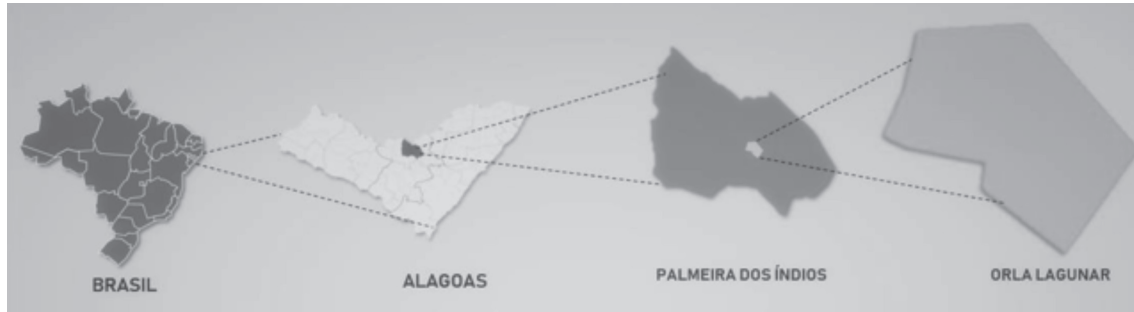 BRASIL
ALAGOAS
PALMEIRA DOS ÍNDIOS
ORLA LAGUNAR